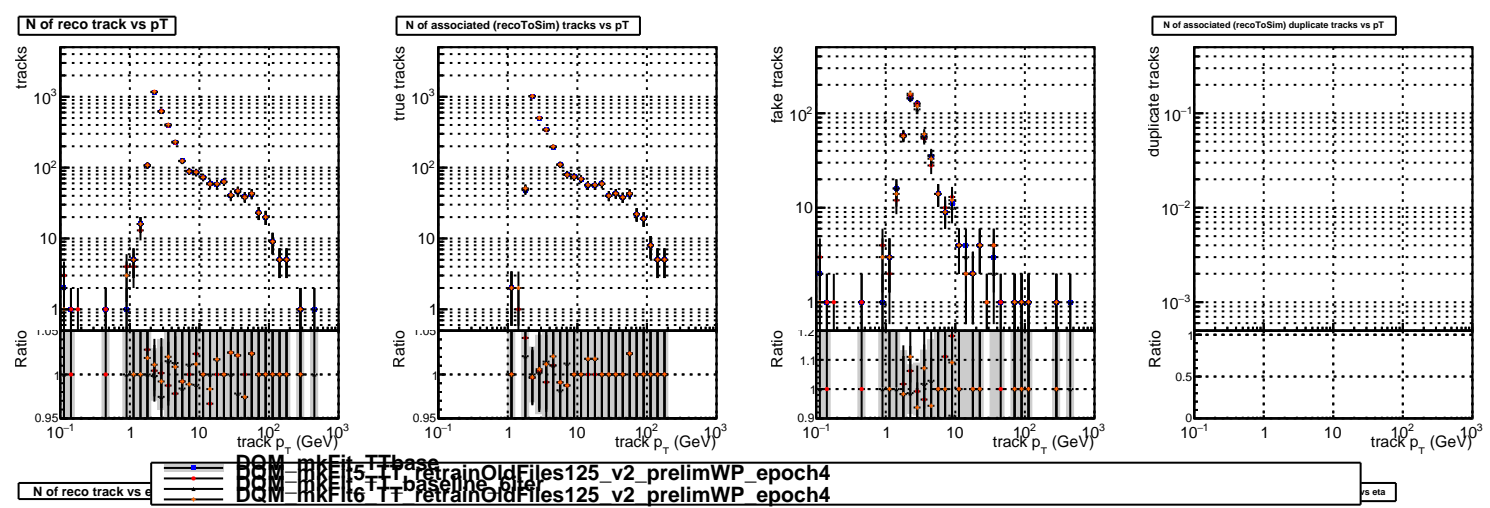 N of reco track vs pT
N of associated (recoToSim) tracks vs pT
N of associated (recoToSim) duplicate tracks vs pT
tracks
10³
10²
10
1
Ratio
1.05
1
0.95
10⁻¹ 1 10 10² 10³
track p_T (GeV)
true tracks
10³
10²
10
1
Ratio
1.05
1
0.95
10⁻¹ 1 10 10² 10³
track p_T (GeV)
fake tracks
10²
10
1
Ratio
1.2
1.1
1
0.9
10⁻¹ 1 10 10² 10³
track p_T (GeV)
duplicate tracks
10⁻¹
10⁻²
10⁻³
Ratio
1
0.5
0
10⁻¹ 1 10 10² 10³
track p_T (GeV)
DQM_mkFit_TTbase
DQM_mkFit5_TT_retrainOldFiles125_v2_prelimWP_epoch4
DQM_mkFit_TT_baseline_6iter
DQM_mkFit6_TT_retrainOldFiles125_v2_prelimWP_epoch4
N of reco track vs e
vs eta